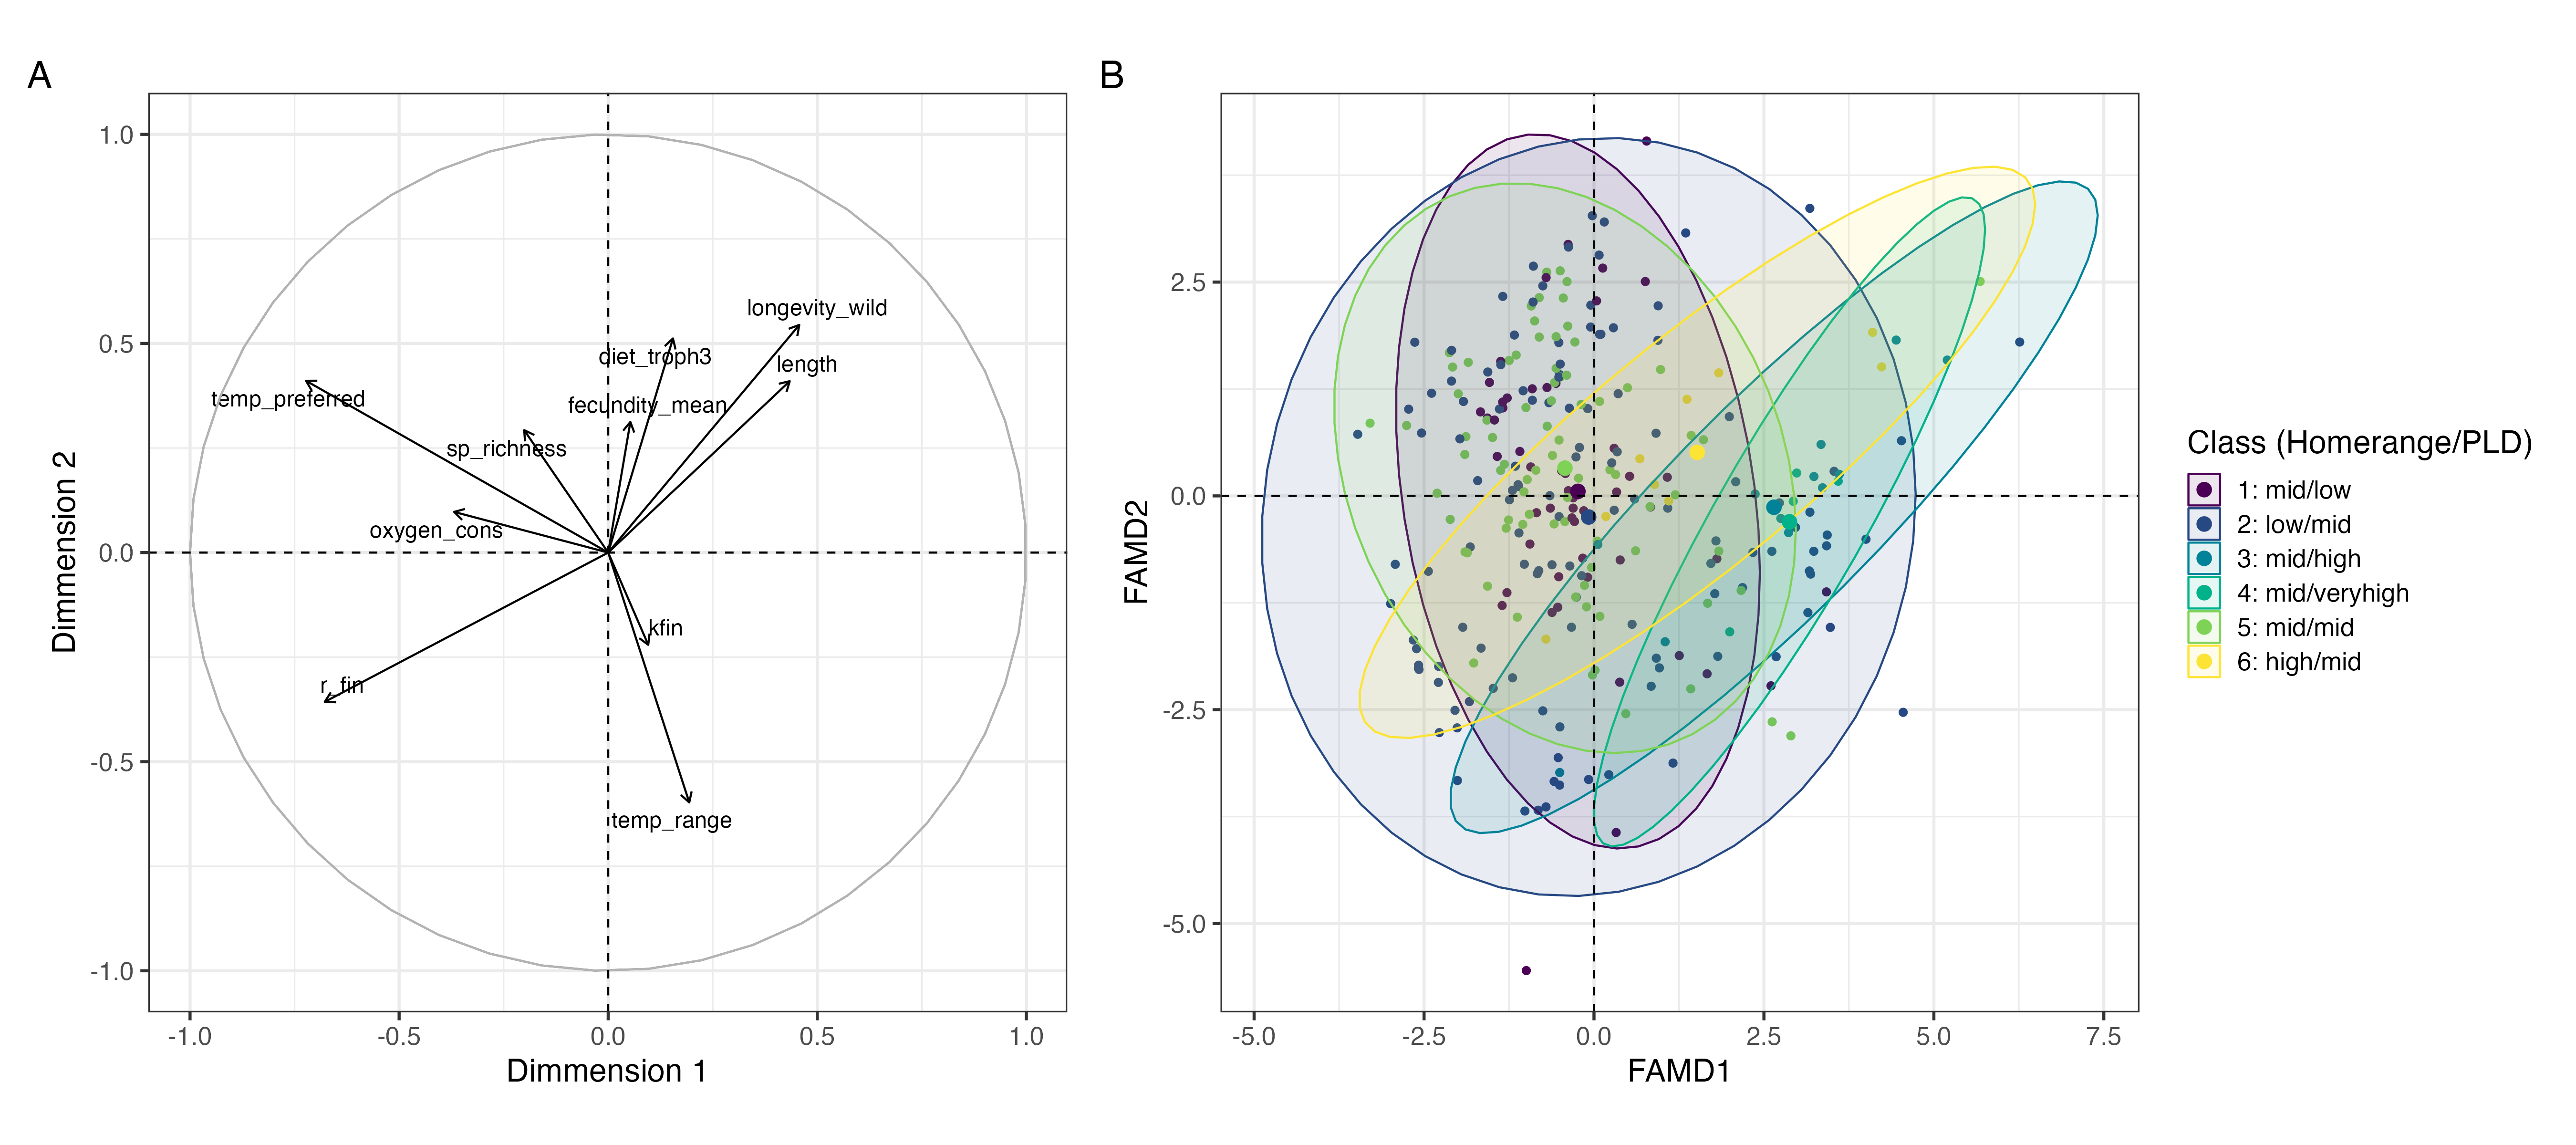 A
B
1.0
0.5
0.0
-0.5
-1.0
Dimmension 2
longevity_wild
diet_troph3
length
temp_preferred
fecundity_mean
sp_richness
oxygen_cons
kfin
r_fin
temp_range
-1.0
-0.5
0.0
0.5
1.0
Dimmension 1
2.5
0.0
-2.5
-5.0
FAMD2
-5.0
-2.5
0.0
2.5
5.0
7.5
FAMD1
Class (Homerange/PLD)
1: mid/low
2: low/mid
3: mid/high
4: mid/veryhigh
5: mid/mid
6: high/mid